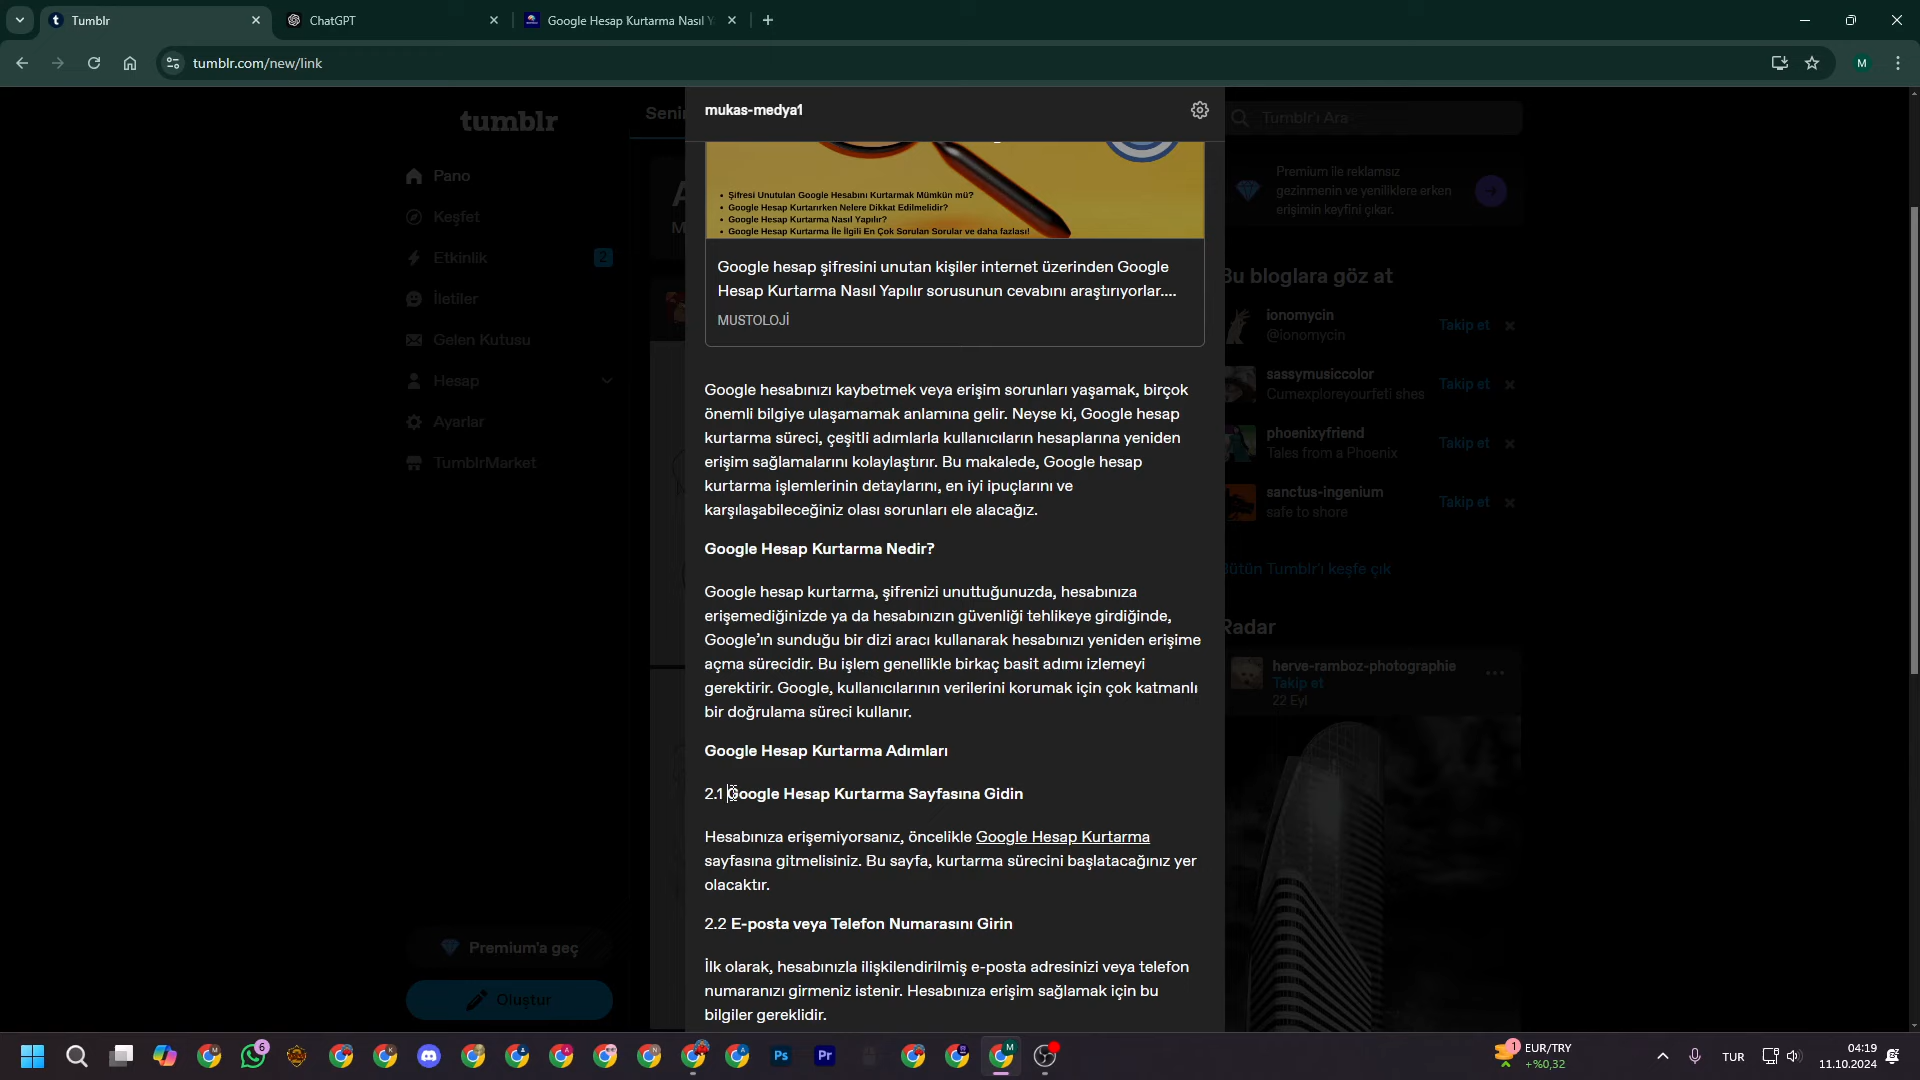 Tumblr
ChatGPT
Google Hesap Kurtarma Nasıl Y
tumblr.com/new/link
M
tumblr
Pano
Keşfet
Etkinlik
2
İletiler
Gelen Kutusu
Hesap
Ayarlar
TumblrMarket
Premium'a geç
Oluştur
Senin
mukas-medya1
• Şifresi Unutulan Google Hesabını Kurtarmak Mümkün mü?
• Google Hesap Kurtarırken Nelere Dikkat Edilmelidir?
• Google Hesap Kurtarma Nasıl Yapılır?
• Google Hesap Kurtarma İle İlgili En Çok Sorulan Sorular ve daha fazlası!
Google hesap şifresini unutan kişiler internet üzerinden Google
Hesap Kurtarma Nasıl Yapılır sorusunun cevabını araştırıyorlar....
MUSTOLOJİ
Google hesabınızı kaybetmek veya erişim sorunları yaşamak, birçok
önemli bilgiye ulaşamamak anlamına gelir. Neyse ki, Google hesap
kurtarma süreci, çeşitli adımlarla kullanıcıların hesaplarına yeniden
erişim sağlamalarını kolaylaştırır. Bu makalede, Google hesap
kurtarma işlemlerinin detaylarını, en iyi ipuçlarını ve
karşılaşabileceğiniz olası sorunları ele alacağız.
Google Hesap Kurtarma Nedir?
Google hesap kurtarma, şifrenizi unuttuğunuzda, hesabınıza
erişemediğinizde ya da hesabınızın güvenliği tehlikeye girdiğinde,
Google’ın sunduğu bir dizi aracı kullanarak hesabınızı yeniden erişime
açma sürecidir. Bu işlem genellikle birkaç basit adımı izlemeyi
gerektirir. Google, kullanıcılarının verilerini korumak için çok katmanlı
bir doğrulama süreci kullanır.
Google Hesap Kurtarma Adımları
2.1 Google Hesap Kurtarma Sayfasına Gidin
Hesabınıza erişemiyorsanız, öncelikle Google Hesap Kurtarma
sayfasına gitmelisiniz. Bu sayfa, kurtarma sürecini başlatacağınız yer
olacaktır.
2.2 E-posta veya Telefon Numarasını Girin
İlk olarak, hesabınızla ilişkilendirilmiş e-posta adresinizi veya telefon
numaranızı girmeniz istenir. Hesabınıza erişim sağlamak için bu
bilgiler gereklidir.
Tumblr'ı Ara
Premium ile reklamsız
gezinmenin ve yeniliklere erken
erişimin keyfini çıkar.
Bu bloglara göz at
ionomycin
@ionomycin
Takip et
sassymusiccolor
Cumexploreyourfeti shes
Takip et
phoenixyfriend
Tales from a Phoenix
Takip et
sanctus-ingenium
safe to shore
Takip et
Bütün Tumblr'ı keşfe çık
Radar
herve-ramboz-photographie
Takip et
22 Eyl
6
Ps
Pr
1
EUR/TRY
+%0,32
TUR
04:19
11.10.2024